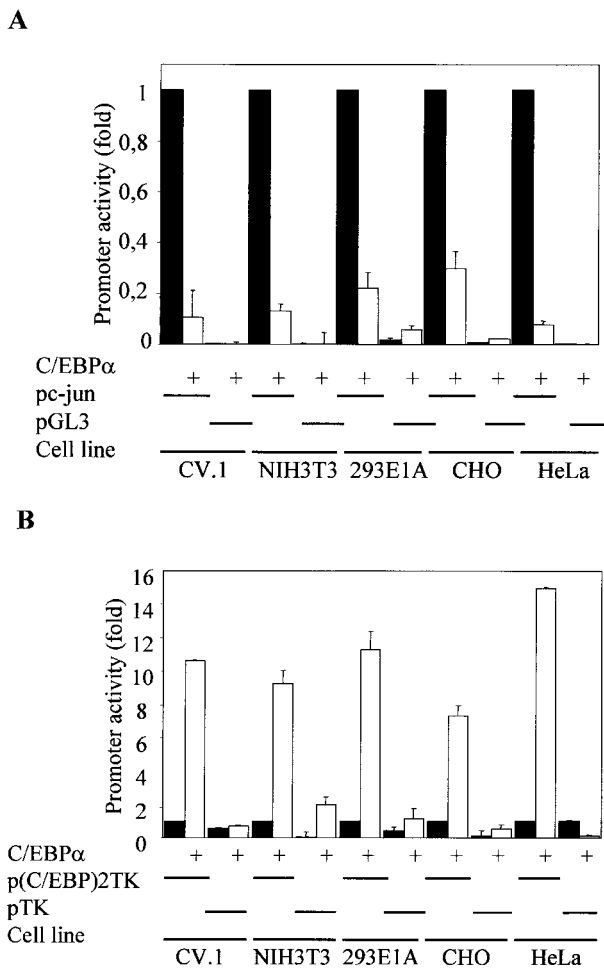 A
Promoter activity (fold)
1
0,8
0,6
0,4
0,2
0
C/EBPα + + + + + + + + + +
pc-jun
pGL3
Cell line
CV.1 NIH3T3 293E1A CHO HeLa
B
Promoter activity (fold)
16
14
12
10
8
6
4
2
0
C/EBPα + + + + + + + + + +
p(C/EBP)2TK
pTK
Cell line
CV.1 NIH3T3 293E1A CHO HeLa